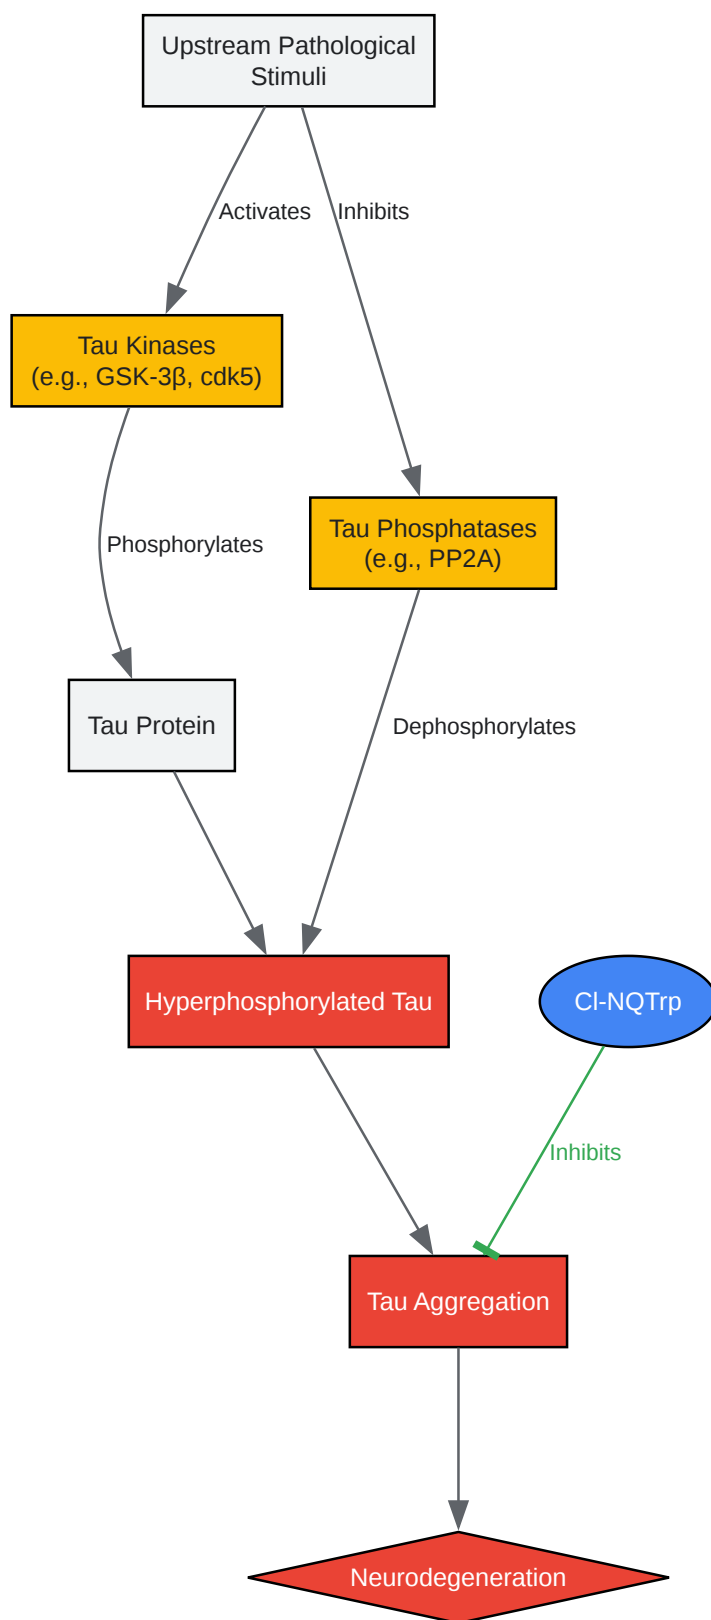 Upstream Pathological
Stimuli
Activates
Inhibits
Tau Kinases
(e.g., GSK-3β, cdk5)
Tau Phosphatases
(e.g., PP2A)
Phosphorylates
Tau Protein
Dephosphorylates
Hyperphosphorylated Tau
Cl-NQTrp
Inhibits
Tau Aggregation
Neurodegeneration